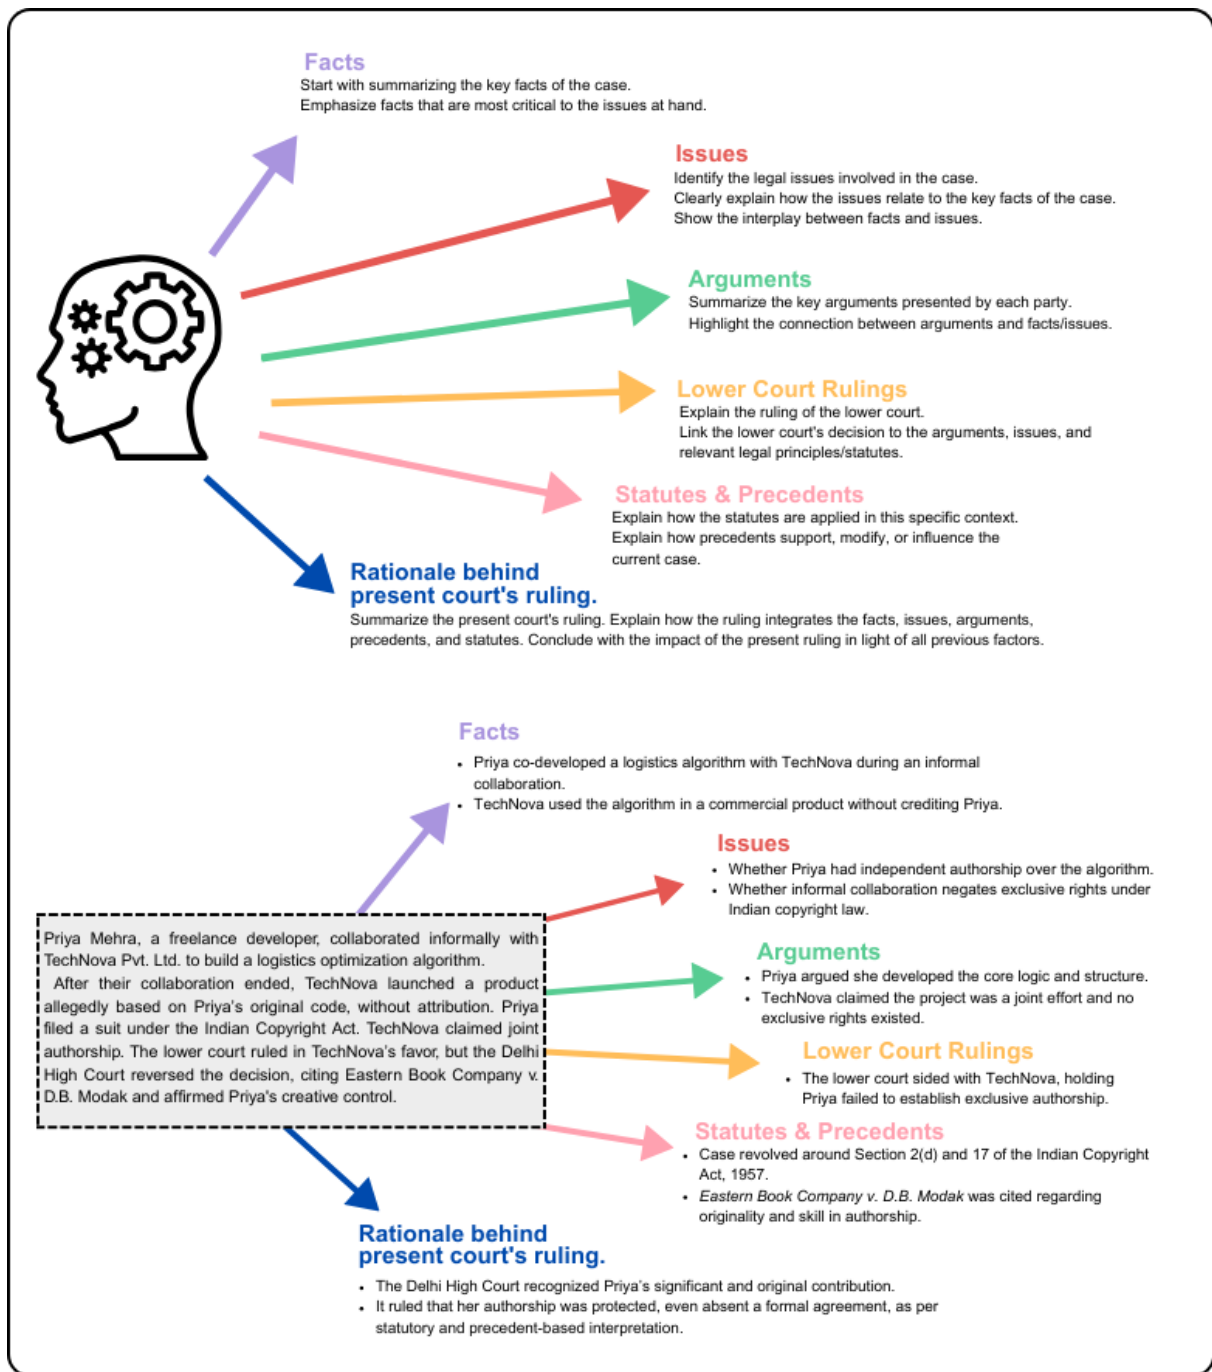 Facts
Start with summarizing the key facts of the case.
Emphasize facts that are most critical to the issues at hand.
Issues
Identify the legal issues involved in the case.
Clearly explain how the issues relate to the key facts of the case.
Show the interplay between facts and issues.
Arguments
Summarize the key arguments presented by each party.
Highlight the connection between arguments and facts/issues.
Lower Court Rulings
Explain the ruling of the lower court.
Link the lower court's decision to the arguments, issues, and
relevant legal principles/statutes.
Statutes & Precedents
Explain how the statutes are applied in this specific context.
Explain how precedents support, modify, or influence the
current case.
Rationale behind
present court's ruling.
Summarize the present court's ruling. Explain how the ruling integrates the facts, issues, arguments,
precedents, and statutes. Conclude with the impact of the present ruling in light of all previous factors.
Facts
• Priya co-developed a logistics algorithm with TechNova during an informal
collaboration.
• TechNova used the algorithm in a commercial product without crediting Priya.
Issues
• Whether Priya had independent authorship over the algorithm.
• Whether informal collaboration negates exclusive rights under
Indian copyright law.
Priya Mehra, a freelance developer, collaborated informally with
TechNova Pvt. Ltd. to build a logistics optimization algorithm.
After their collaboration ended, TechNova launched a product
allegedly based on Priya's original code, without attribution. Priya
filed a suit under the Indian Copyright Act. TechNova claimed joint
authorship. The lower court ruled in TechNova's favor, but the Delhi
High Court reversed the decision, citing Eastern Book Company v.
D.B. Modak and affirmed Priya's creative control.
Arguments
• Priya argued she developed the core logic and structure.
• TechNova claimed the project was a joint effort and no
exclusive rights existed.
Lower Court Rulings
• The lower court sided with TechNova, holding
Priya failed to establish exclusive authorship.
Statutes & Precedents
• Case revolved around Section 2(d) and 17 of the Indian Copyright
Act, 1957.
• Eastern Book Company v. D.B. Modak was cited regarding
originality and skill in authorship.
Rationale behind
present court's ruling.
• The Delhi High Court recognized Priya's significant and original contribution.
• It ruled that her authorship was protected, even absent a formal agreement, as per
statutory and precedent-based interpretation.